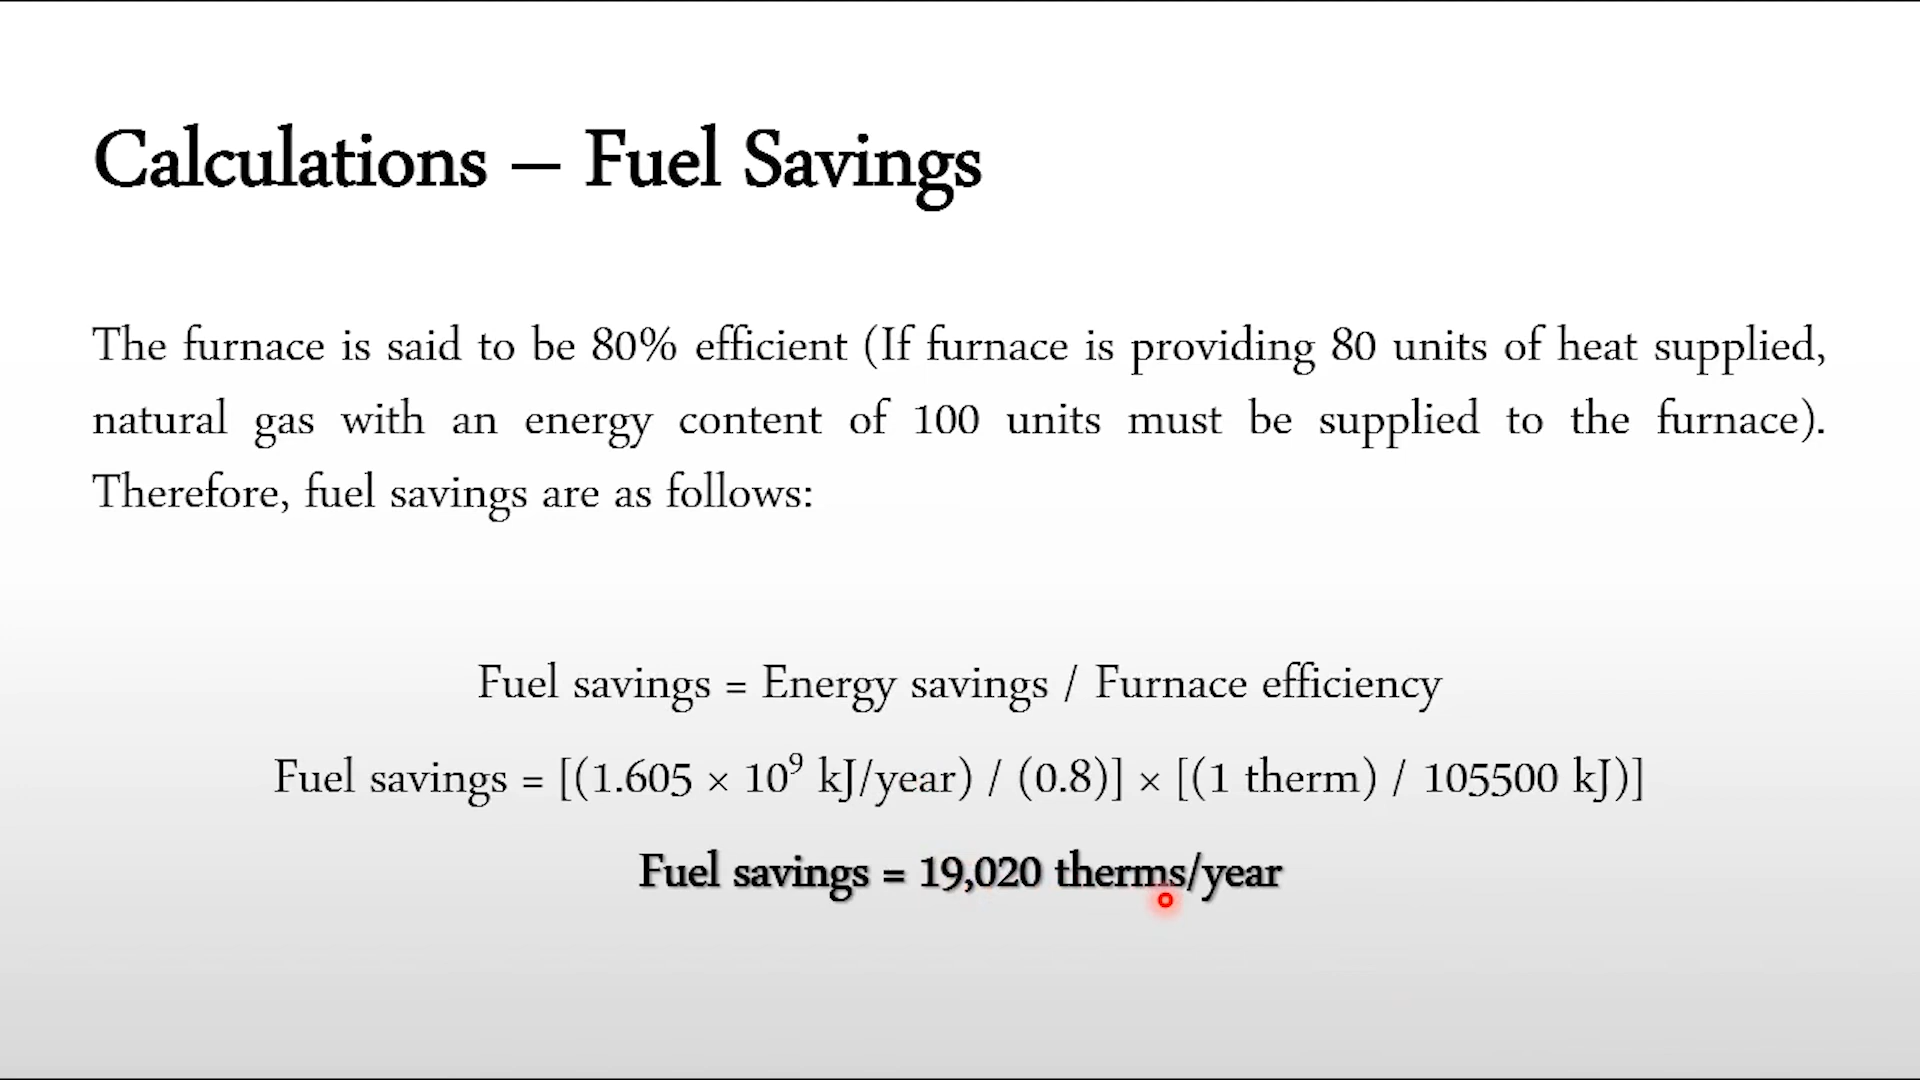 Calculations – Fuel Savings
The furnace is said to be 80% efficient (If furnace is providing 80 units of heat supplied,
natural gas with an energy content of 100 units must be supplied to the furnace).
Therefore, fuel savings are as follows:
Fuel savings = Energy savings / Furnace efficiency
Fuel savings = [(1.605 × 10⁹ kJ/year) / (0.8)] × [(1 therm) / 105500 kJ)]
Fuel savings = 19,020 therms/year